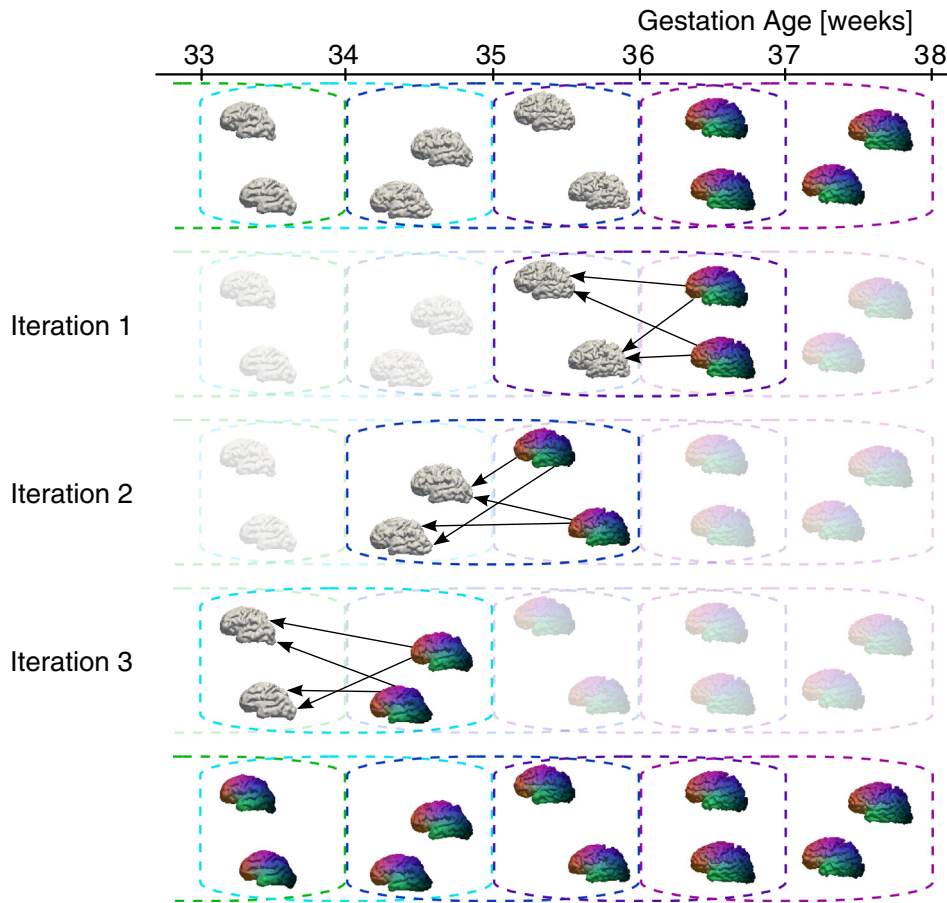 Gestation Age [weeks]
33 34 35 36 37 38
Iteration 1
Iteration 2
Iteration 3